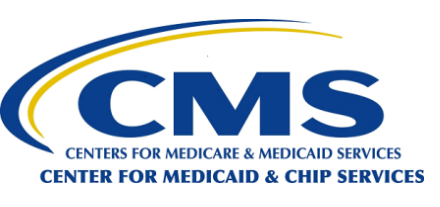 CMS
CENTERS FOR MEDICARE & MEDICAID SERVICES
CENTER FOR MEDICAID & CHIP SERVICES